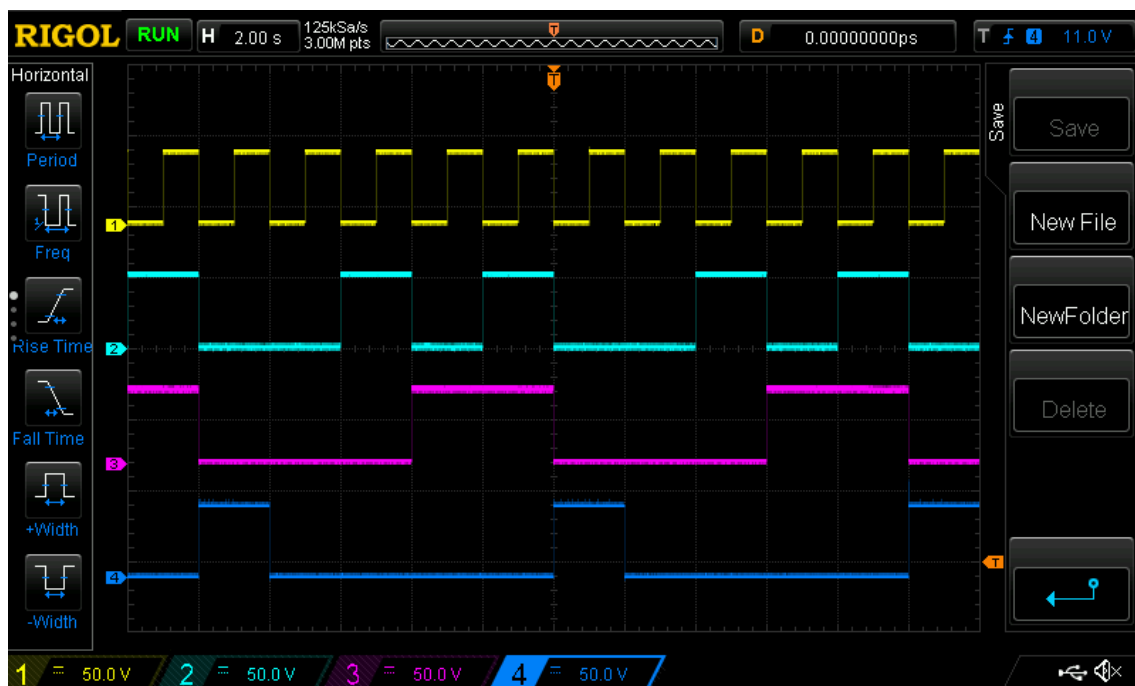 RIGOL RUN H 2.00 s 125kSa/s 3.00M pts T D 0.00000000ps T 4 11.0 V
Horizontal
Period
Freq
Rise Time
Fall Time
+Width
-Width
T
1
2
3
4
T
Save
Save
New File
NewFolder
Delete
1 50.0 V 2 50.0 V 3 50.0 V 4 50.0 V